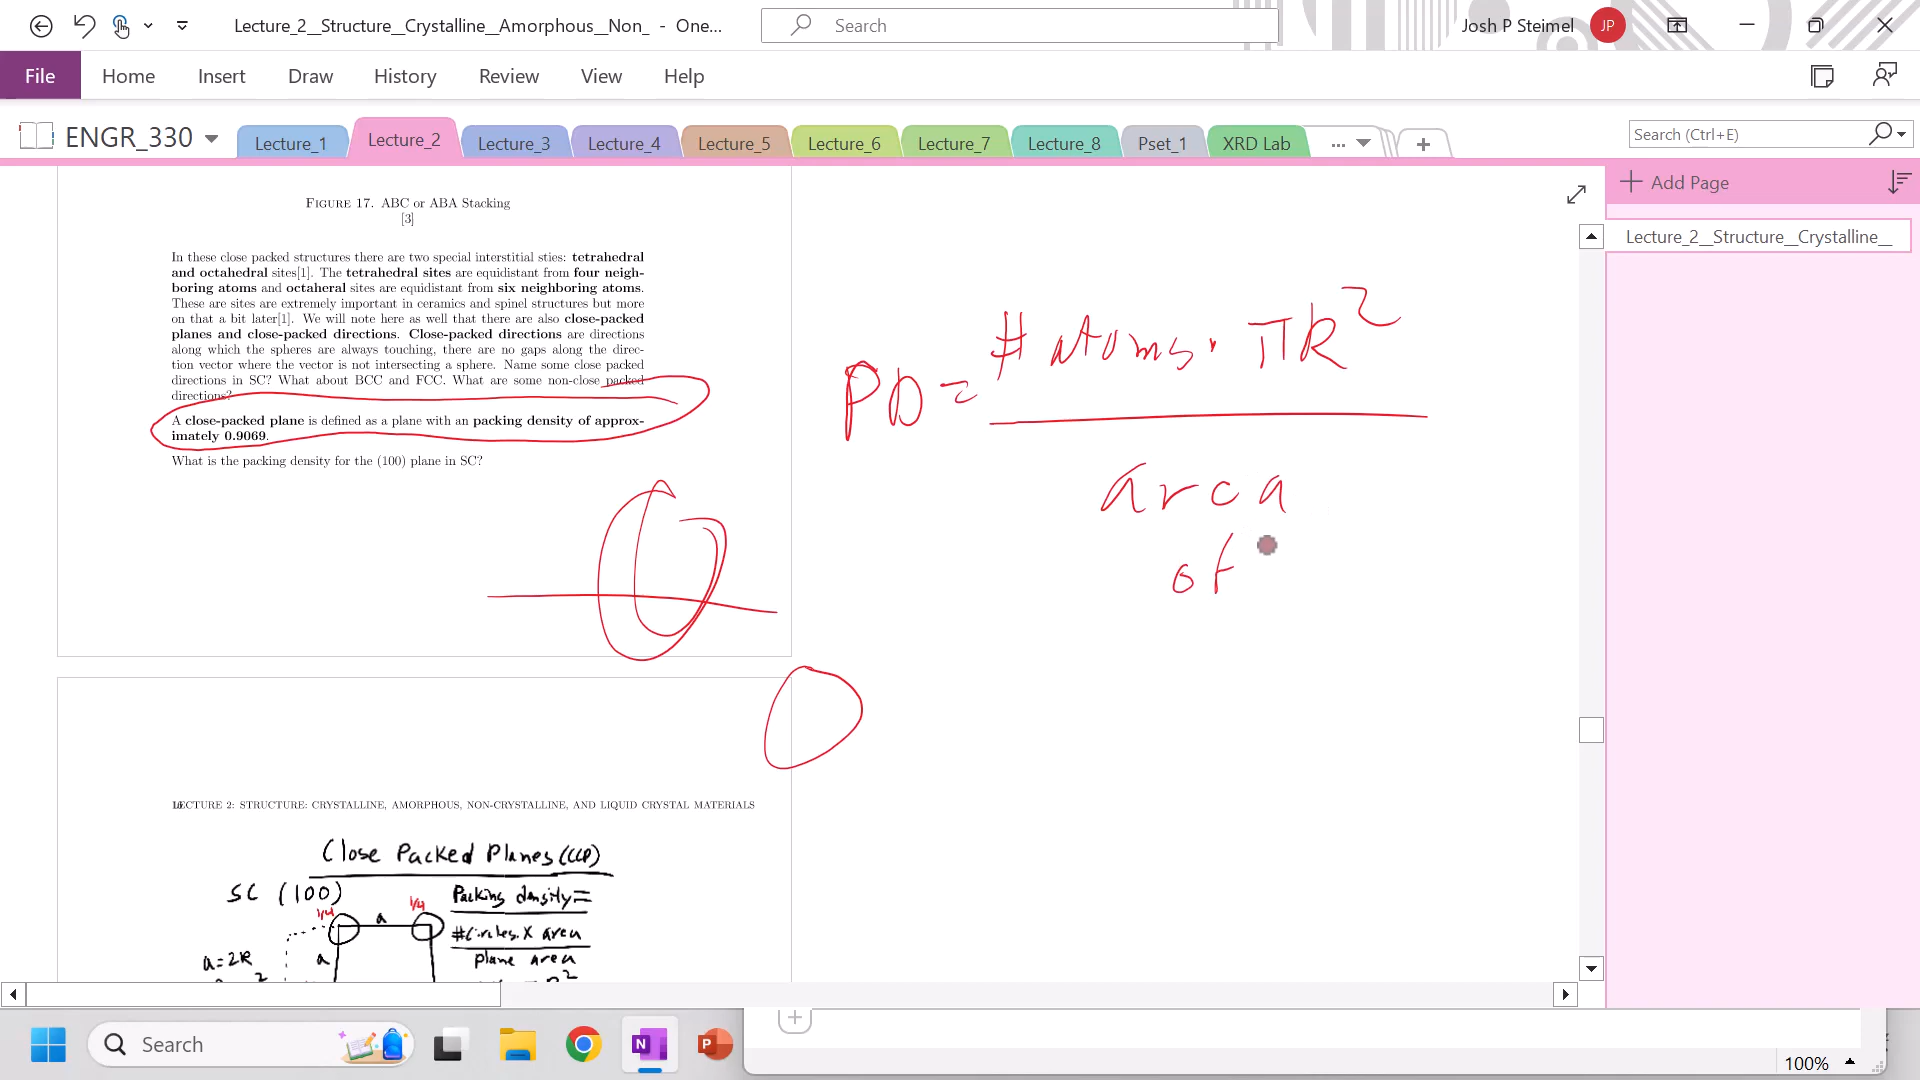 Lecture_2__Structure__Crystalline__Amorphous__Non_ - One...
Search
Josh P Steimel
JP
File
Home
Insert
Draw
History
Review
View
Help
ENGR_330
Lecture_1
Lecture_2
Lecture_3
Lecture_4
Lecture_5
Lecture_6
Lecture_7
Lecture_8
Pset_1
XRD Lab
...
+
Search (Ctrl+E)
Add Page
Lecture_2__Structure__Crystalline__
FIGURE 17. ABC or ABA Stacking
[3]
In these close packed structures there are two special interstitial sties: tetrahedral
and octahedral sites[1]. The tetrahedral sites are equidistant from four neigh-
boring atoms and octaheral sites are equidistant from six neighboring atoms.
These are sites are extremely important in ceramics and spinel structures but more
on that a bit later[1]. We will note here as well that there are also close-packed
planes and close-packed directions. Close-packed directions are directions
along which the spheres are always touching, there are no gaps along the direc-
tion vector where the vector is not intersecting a sphere. Name some close packed
directions in SC? What about BCC and FCC. What are some non-close packed
directions?
A close-packed plane is defined as a plane with an packing density of approx-
imately 0.9069.
What is the packing density for the (100) plane in SC?
PD =
# atoms · πR²
area
of
LECTURE 2: STRUCTURE: CRYSTALLINE, AMORPHOUS, NON-CRYSTALLINE, AND LIQUID CRYSTAL MATERIALS
Close Packed Planes (CCP)
SC (100)
Packing density =
1/4
a
1/4
#Circles X area
plane area
a=2R
a
Search
100%